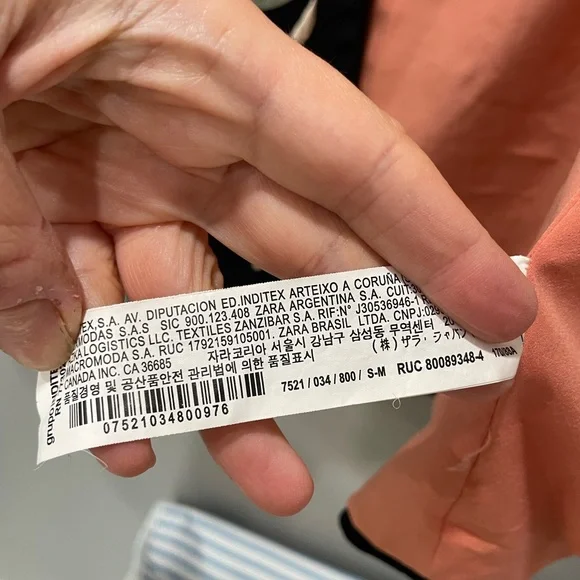 grupo INDITEX,S.A. AV. DIPUTACION ED.INDITEX ARTEIXO A CORUÑA
S.A.S SIC 900.123.408 ZARA ARGENTINA S.A. CUIT:
LOGISTICS LLC. TEXTILES ZANZIBAR S.A. RIF:Nº J30536946-1
MACROMODA S.A. RUC 1792159105001. ZARA BRASIL LTDA. CNPJ:02
CANADA INC. CA 36685 자라코리아 서울시 강남구 삼성동 무역센터
품질경영 및 공산품안전 관리법에 의한 품질표시 (株) ザラ・ジャパン
07521034800976 7521 / 034 / 800 / S-M RUC 80089348-4